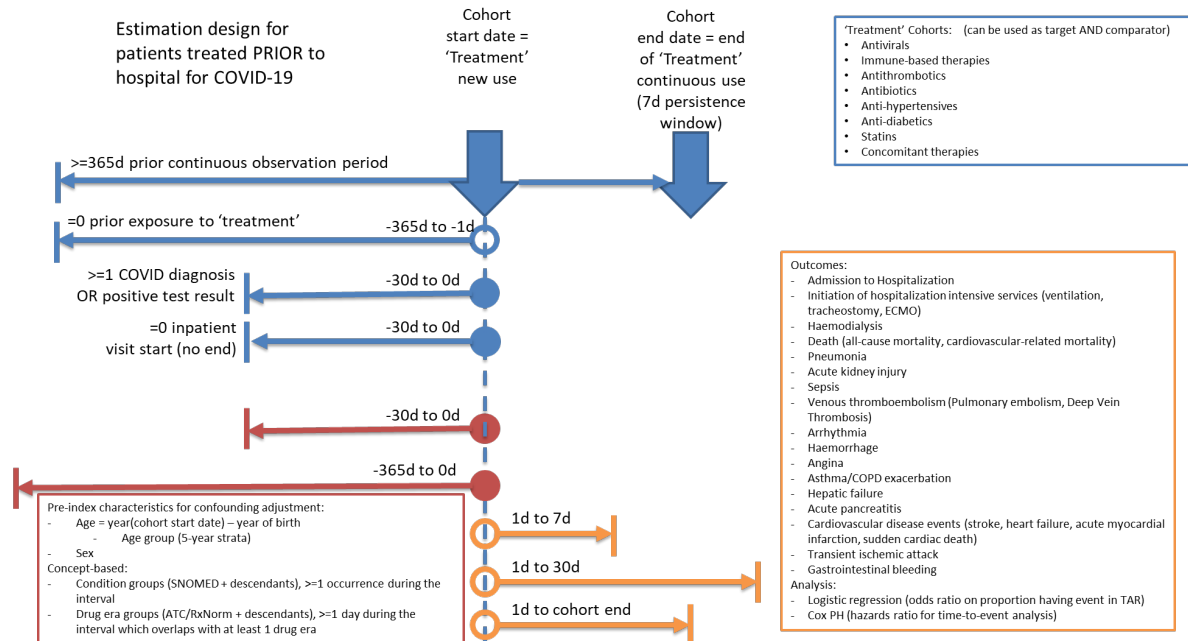 Estimation design for
patients treated PRIOR to
hospital for COVID-19
Cohort
start date =
‘Treatment’
new use
Cohort
end date = end
of ‘Treatment’
continuous use
(7d persistence
window)
‘Treatment’ Cohorts: (can be used as target AND comparator)
• Antivirals
• Immune-based therapies
• Antithrombotics
• Antibiotics
• Anti-hypertensives
• Anti-diabetics
• Statins
• Concomitant therapies
>=365d prior continuous observation period
=0 prior exposure to ‘treatment’
-365d to -1d
>=1 COVID diagnosis
OR positive test result
-30d to 0d
=0 inpatient
visit start (no end)
-30d to 0d
-30d to 0d
-365d to 0d
Pre-index characteristics for confounding adjustment:
- Age = year(cohort start date) – year of birth
- Age group (5-year strata)
- Sex
Concept-based:
- Condition groups (SNOMED + descendants), >=1 occurrence during the
interval
- Drug era groups (ATC/RxNorm + descendants), >=1 day during the
interval which overlaps with at least 1 drug era
1d to 7d
1d to 30d
1d to cohort end
Outcomes:
- Admission to Hospitalization
- Initiation of hospitalization intensive services (ventilation,
tracheostomy, ECMO)
- Haemodialysis
- Death (all-cause mortality, cardiovascular-related mortality)
- Pneumonia
- Acute kidney injury
- Sepsis
- Venous thromboembolism (Pulmonary embolism, Deep Vein
Thrombosis)
- Arrhythmia
- Haemorrhage
- Angina
- Asthma/COPD exacerbation
- Hepatic failure
- Acute pancreatitis
- Cardiovascular disease events (stroke, heart failure, acute myocardial
infarction, sudden cardiac death)
- Transient ischemic attack
- Gastrointestinal bleeding
Analysis:
- Logistic regression (odds ratio on proportion having event in TAR)
- Cox PH (hazards ratio for time-to-event analysis)